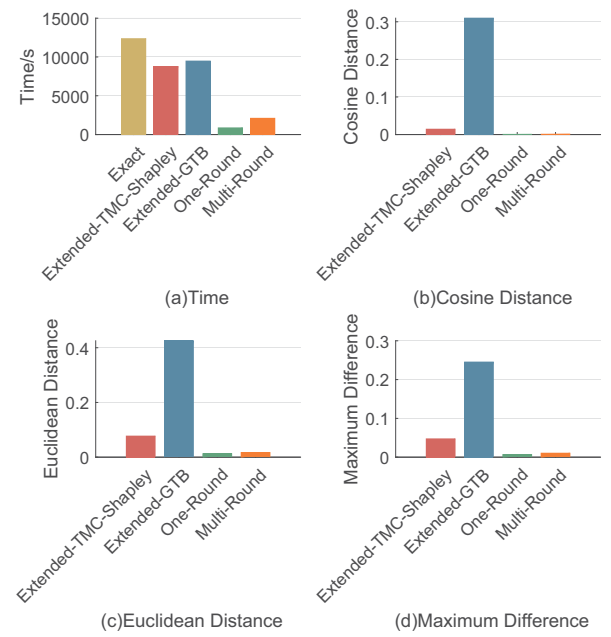 15000
10000
5000
0
Time/s
Exact
Extended-TMC-Shapley
Extended-GTB
One-Round
Multi-Round
(a)Time
0.3
0.2
0.1
0
Cosine Distance
Extended-TMC-Shapley
Extended-GTB
One-Round
Multi-Round
(b)Cosine Distance
0.4
0.2
0
Euclidean Distance
Extended-TMC-Shapley
Extended-GTB
One-Round
Multi-Round
(c)Euclidean Distance
0.3
0.2
0.1
0
Maximum Difference
Extended-TMC-Shapley
Extended-GTB
One-Round
Multi-Round
(d)Maximum Difference